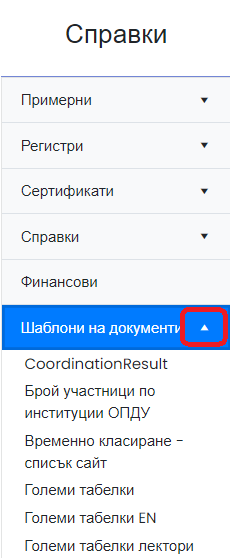 Справки
Примерни
Регистри
Сертификати
Справки
Финансови
Шаблони на документи
CoordinationResult
Брой участници по
институции ОПДУ
Временно класиране -
списък сайт
Големи табелки
Големи табелки EN
Големи табелки лектори